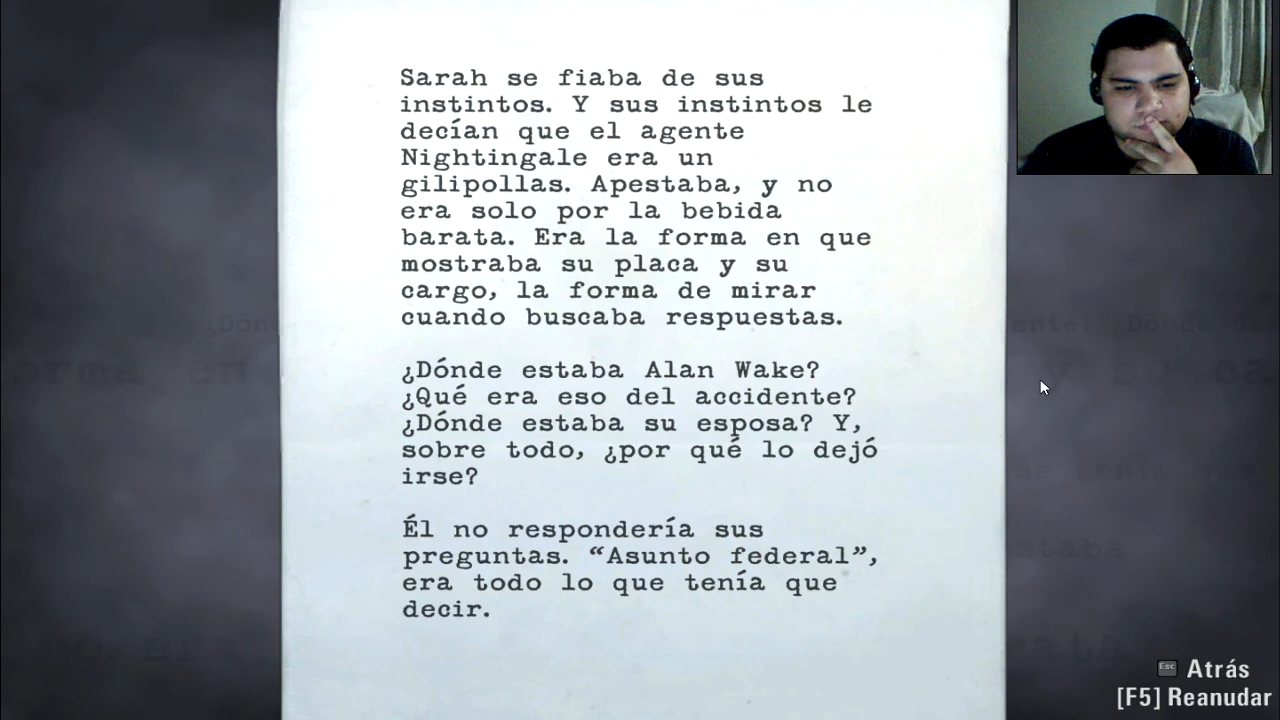 Sarah se fiaba de sus
instintos. Y sus instintos le
decían que el agente
Nightingale era un
gilipollas. Apestaba, y no
era solo por la bebida
barata. Era la forma en que
mostraba su placa y su
cargo, la forma de mirar
cuando buscaba respuestas.
¿Dónde estaba Alan Wake?
¿Qué era eso del accidente?
¿Dónde estaba su esposa? Y,
sobre todo, ¿por qué lo dejó
irse?
Él no respondería sus
preguntas. “Asunto federal”,
era todo lo que tenía que
decir.
Esc Atrás
[F5] Reanudar